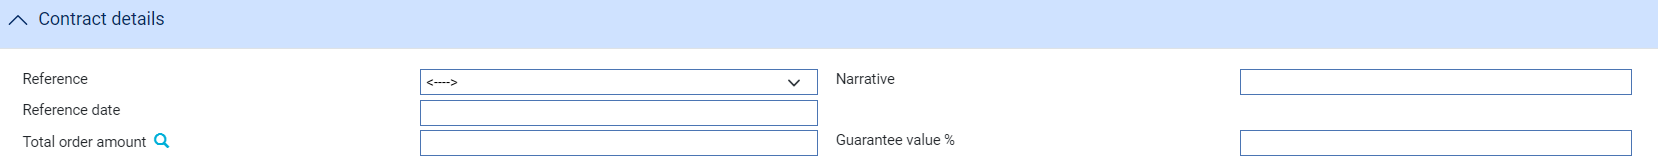 Contract details
Reference <----> Narrative
Reference date
Total order amount Guarantee value %